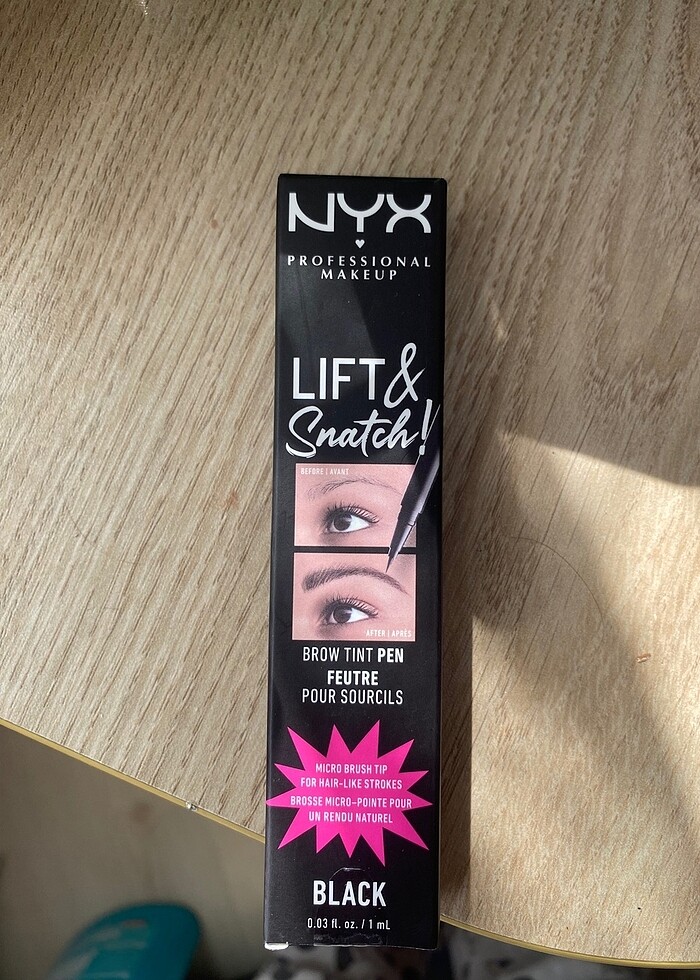 NYX
PROFESSIONAL
MAKEUP
LIFT &
Snatch!
BEFORE | AVANT
AFTER | APRÈS
BROW TINT PEN
FEUTRE
POUR SOURCILS
MICRO BRUSH TIP
FOR HAIR-LIKE STROKES
BROSSE MICRO-POINTE POUR
UN RENDU NATUREL
BLACK
0.03 fl. oz. / 1 mL